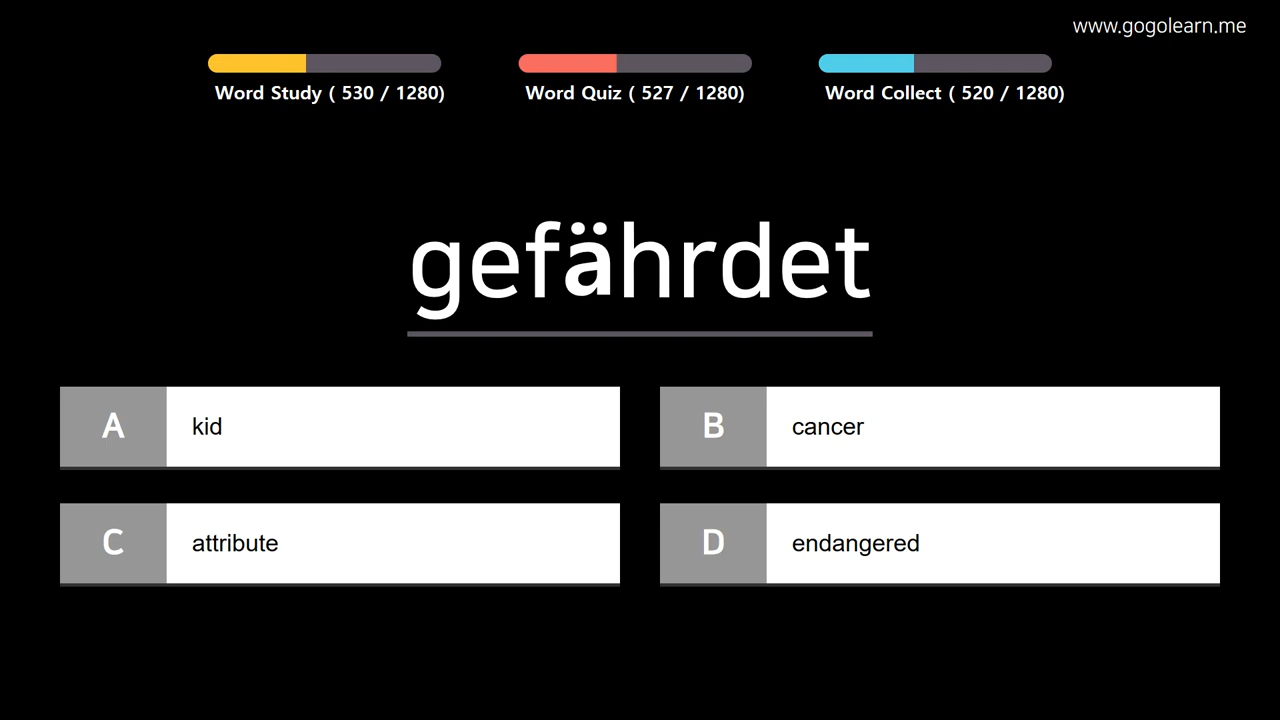 www.gogolearn.me
Word Study ( 530 / 1280)
Word Quiz ( 527 / 1280)
Word Collect ( 520 / 1280)
gefährdet
A kid
B cancer
C attribute
D endangered